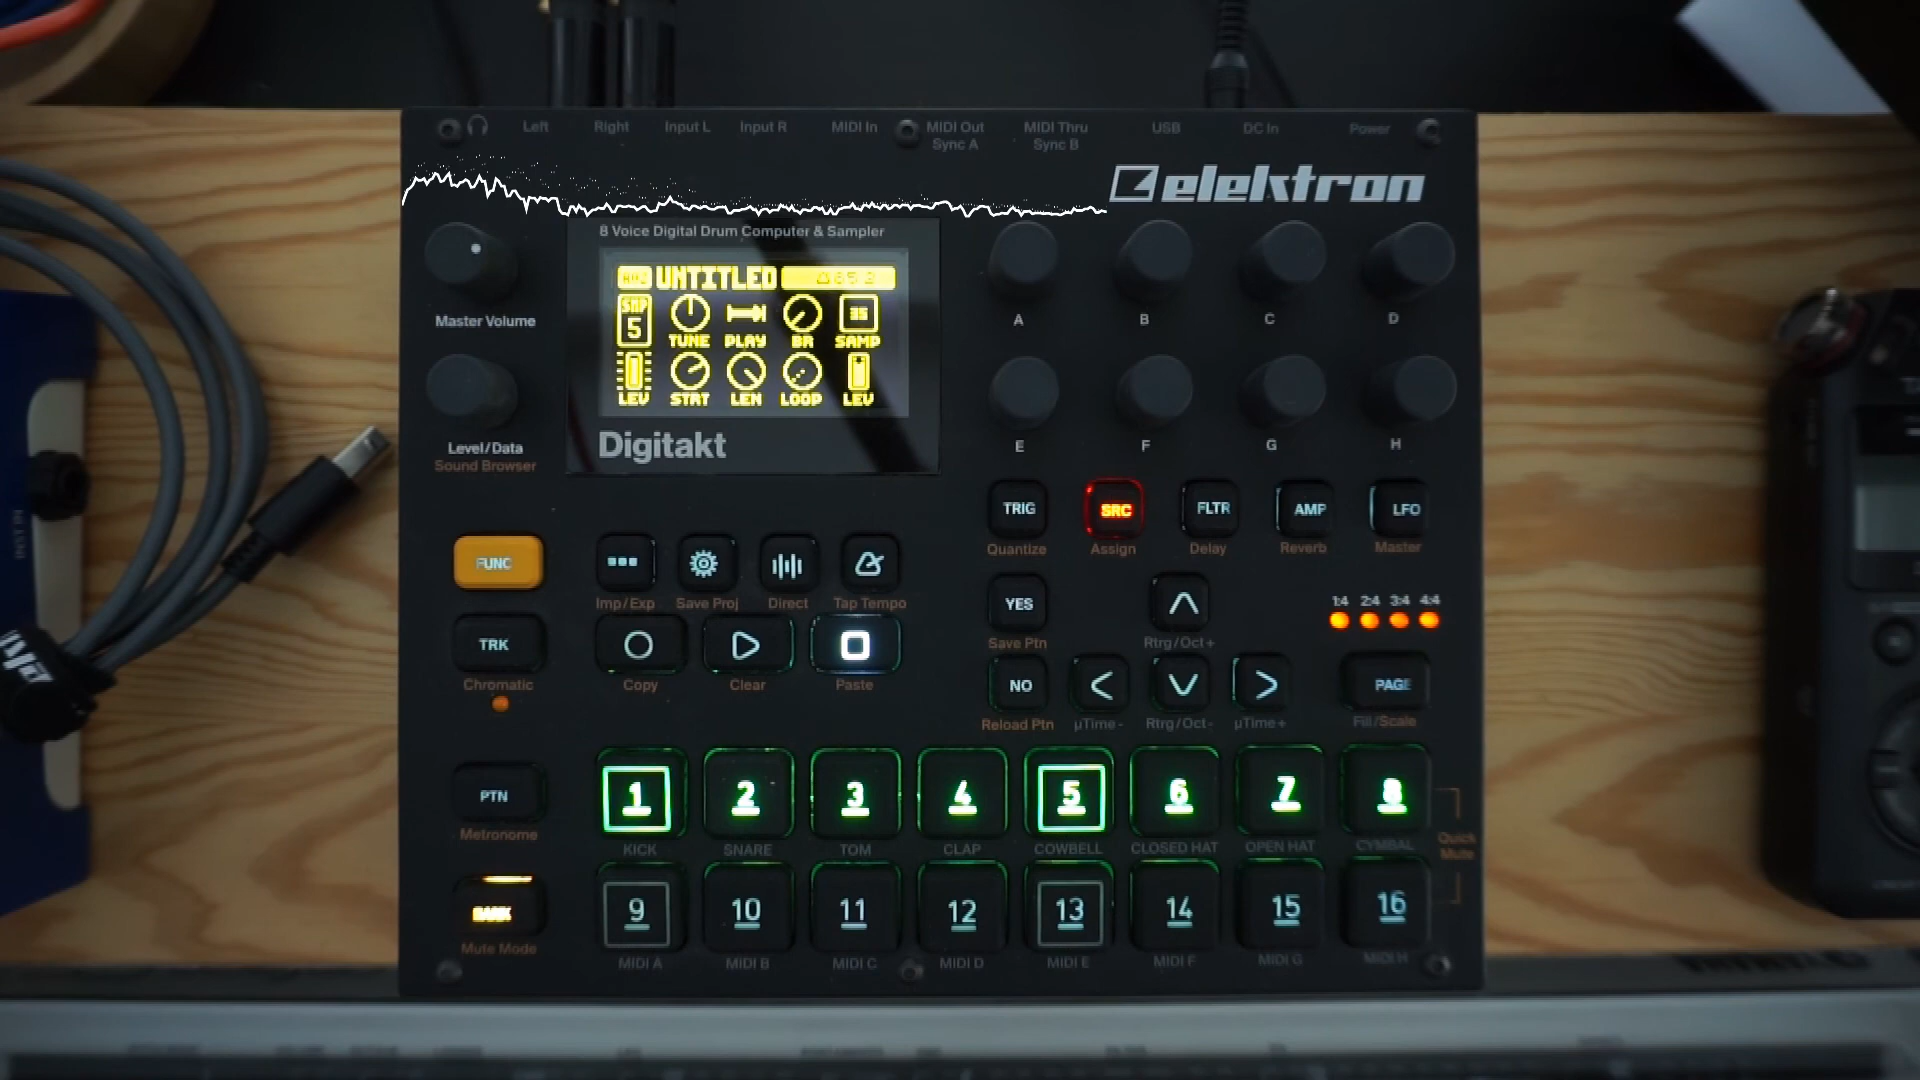 Left Right Input L Input R MIDI In MIDI Out MIDI Thru USB DC In Power
Sync A Sync B
elektron
8 Voice Digital Drum Computer & Sampler
UNTITLED
SMP
5
TUNE PLAY BR SAMP
35
LEV STRT LEN LOOP LEV
Digitakt
Master Volume
Level/Data
Sound Browser
A B C D
E F G H
TRIG SRC FLTR AMP LFO
Quantize Assign Delay Reverb Master
FUNC
Imp/Exp Save Proj Direct Tap Tempo
YES
Save Ptn Rtrg/Oct+
1:4 2:4 3:4 4:4
TRK
Chromatic
Copy Clear Paste
NO PAGE
Reload Ptn µTime- Rtrg/Oct- µTime+ Fill/Scale
PTN
Metronome
1 2 3 4 5 6 7 8
KICK SNARE TOM CLAP COWBELL CLOSED HAT OPEN HAT CYMBAL
Quick
Mute
BANK
Mute Mode
9 10 11 12 13 14 15 16
MIDI A MIDI B MIDI C MIDI D MIDI E MIDI F MIDI G MIDI H